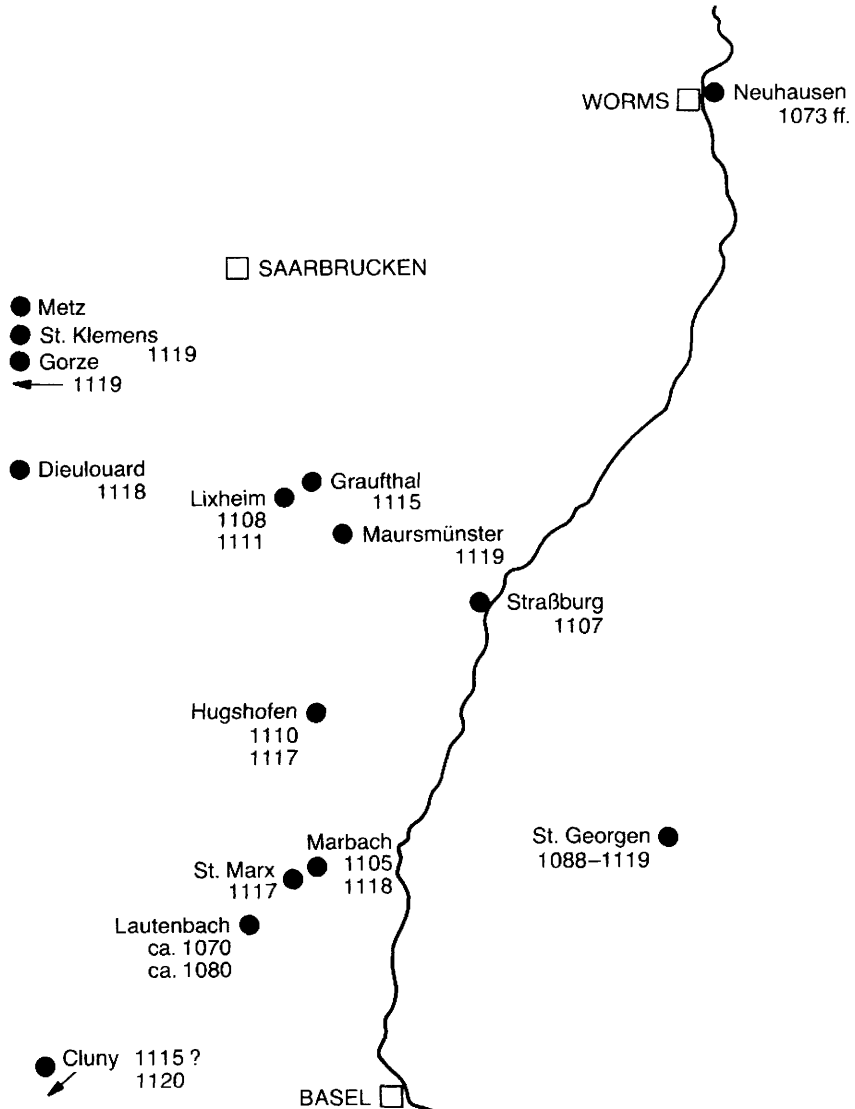 WORMS
Neuhausen
1073 ff.
SAARBRUCKEN
Metz
St. Klemens
1119
Gorze
1119
Dieulouard
1118
Graufthal
1115
Lixheim
1108
1111
Maursmünster
1119
Straßburg
1107
Hugshofen
1110
1117
St. Georgen
1088–1119
Marbach
1105
1118
St. Marx
1117
Lautenbach
ca. 1070
ca. 1080
Cluny 1115 ?
1120
BASEL